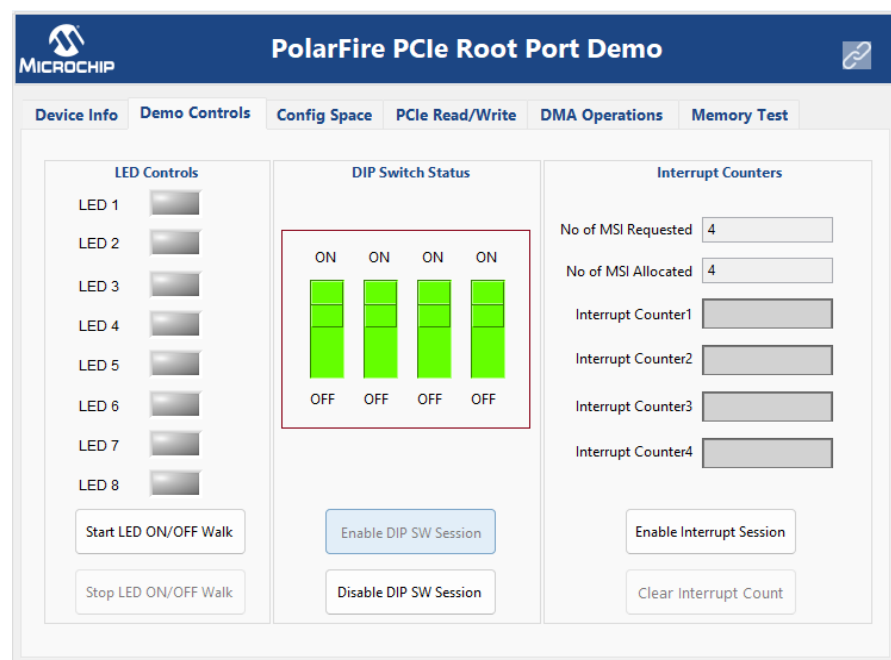 MICROCHIP
PolarFire PCIe Root Port Demo
Device Info Demo Controls Config Space PCIe Read/Write DMA Operations Memory Test
LED Controls
LED 1
LED 2
LED 3
LED 4
LED 5
LED 6
LED 7
LED 8
Start LED ON/OFF Walk
Stop LED ON/OFF Walk
DIP Switch Status
ON ON ON ON
OFF OFF OFF OFF
Enable DIP SW Session
Disable DIP SW Session
Interrupt Counters
No of MSI Requested 4
No of MSI Allocated 4
Interrupt Counter1
Interrupt Counter2
Interrupt Counter3
Interrupt Counter4
Enable Interrupt Session
Clear Interrupt Count